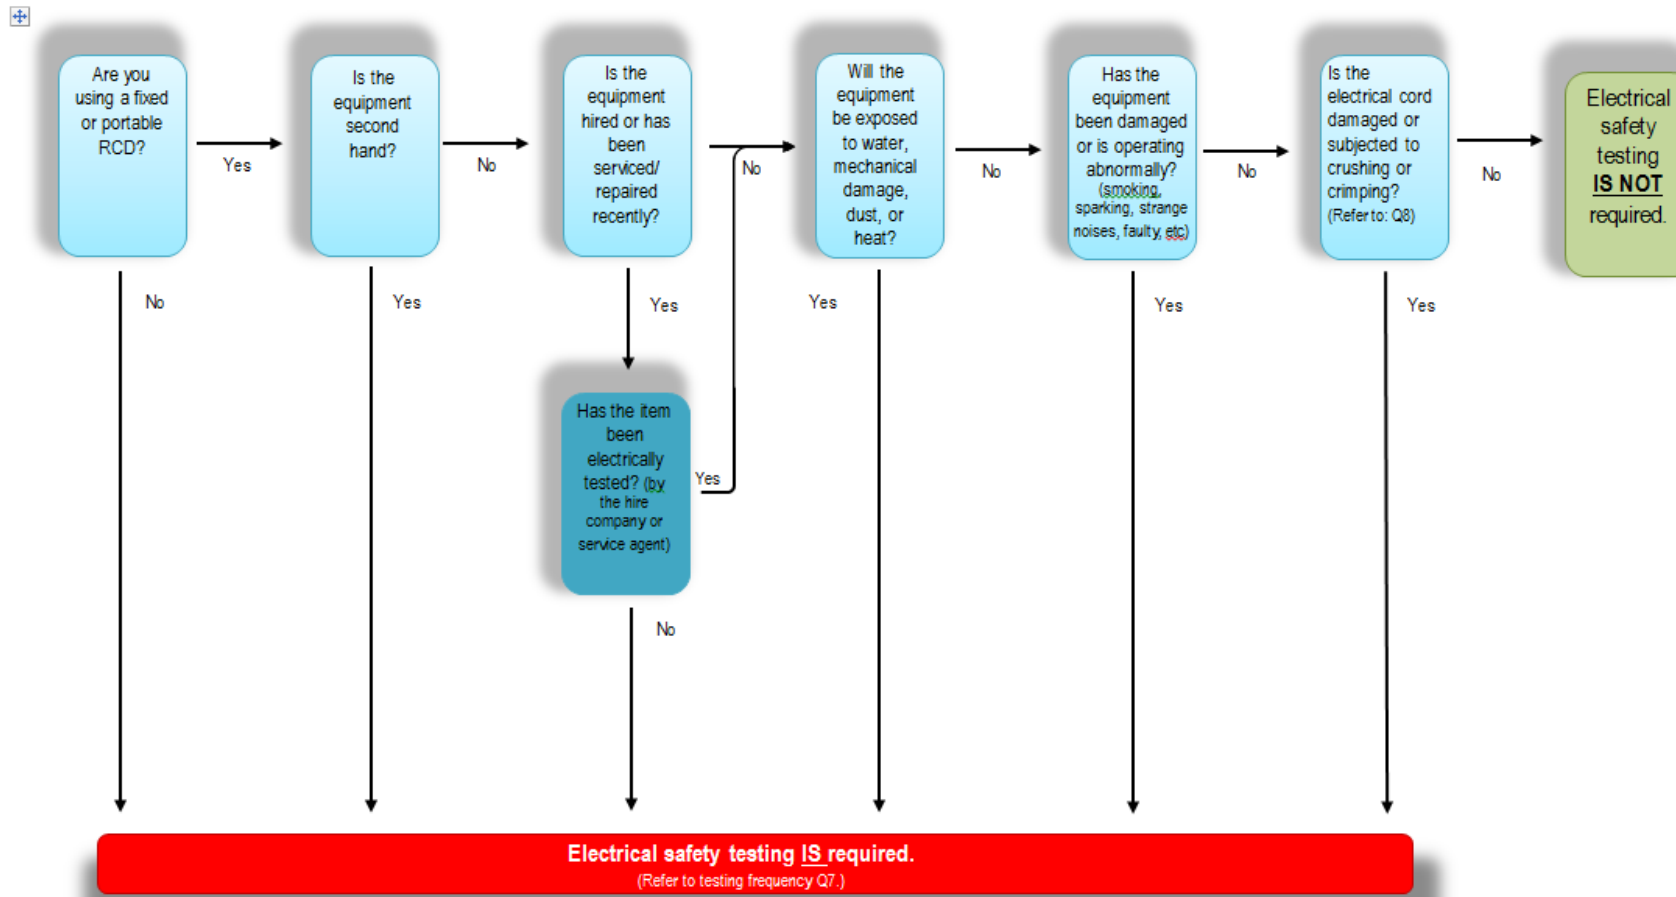 Are you
using a fixed
or portable
RCD?
Yes
No
Is the
equipment
second
hand?
No
Yes
Is the
equipment
hired or has
been
serviced/
repaired
recently?
No
Yes
Has the item
been
electrically
tested? (by
the hire
company or
service agent)
Yes
No
Will the
equipment
be exposed
to water,
mechanical
damage,
dust, or
heat?
No
Yes
Has the
equipment
been damaged
or is operating
abnormally?
(smoking,
sparking, strange
noises, faulty, etc)
No
Yes
Is the
electrical cord
damaged or
subjected to
crushing or
crimping?
(Refer to: Q8)
No
Yes
Electrical
safety
testing
IS NOT
required.
Electrical safety testing IS required.
(Refer to testing frequency Q7.)